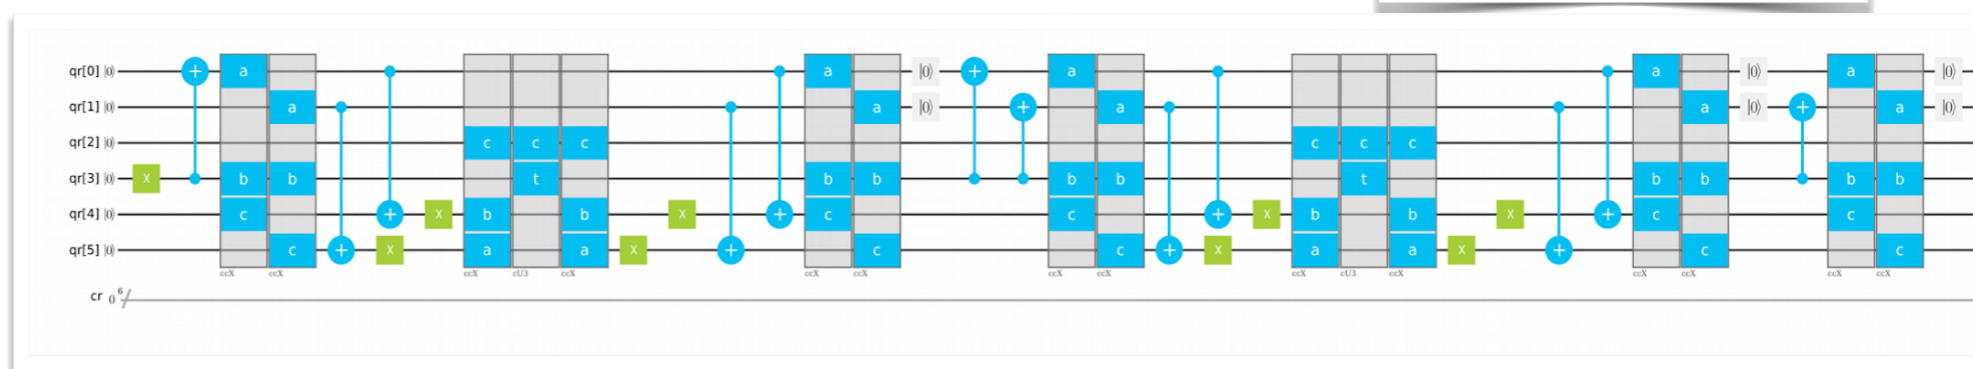 qr[0] |0⟩ + a a |0⟩ + a a |0⟩ a |0⟩
qr[1] |0⟩ a a |0⟩ + a a |0⟩ + a |0⟩
qr[2] |0⟩ c c c c c c
qr[3] |0⟩ X b b t b b b b t b b b b
qr[4] |0⟩ c + X b b X + c c + X b b X + c c
qr[5] |0⟩ c + X a a X + c c + X a a X + c c
ccX ccX ccX cU3 ccX ccX ccX ccX ccX ccX cU3 ccX ccX ccX ccX ccX
cr 0 6